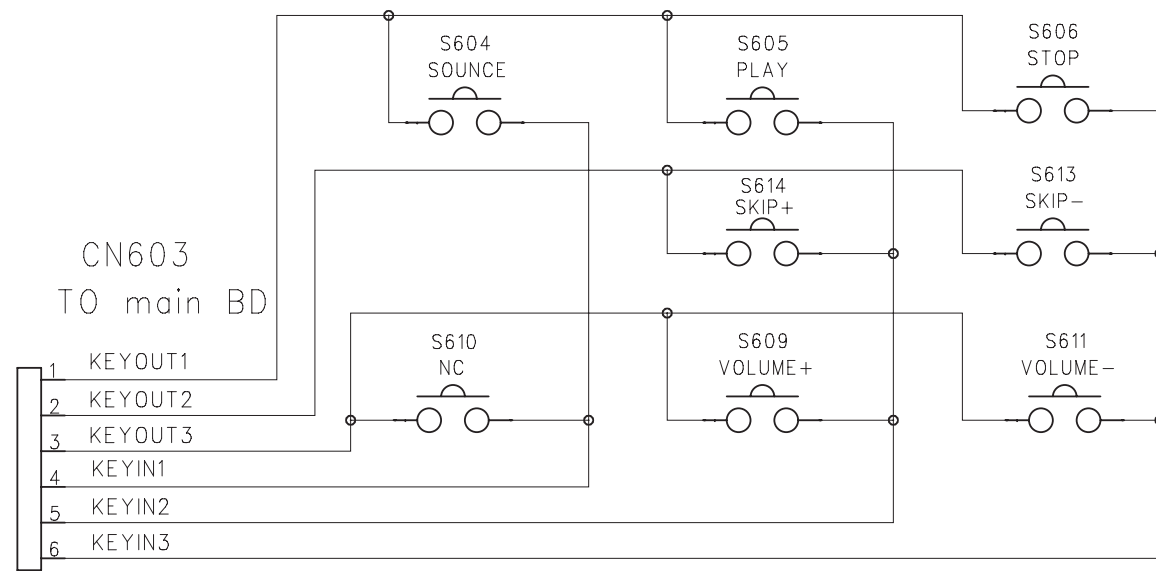 S604
SOUNCE
S605
PLAY
S606
STOP
S614
SKIP+
S613
SKIP-
CN603
TO main BD
S610
NC
S609
VOLUME+
S611
VOLUME-
1 KEYOUT1
2 KEYOUT2
3 KEYOUT3
4 KEYIN1
5 KEYIN2
6 KEYIN3